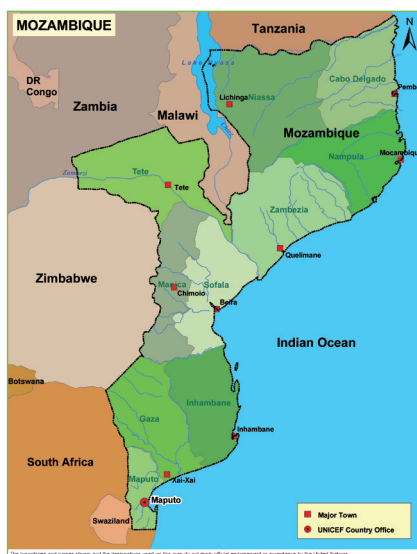 MOZAMBIQUE
Tanzania
N
Lake Niassa
DR
Congo
Zambia
Malawi
Lichinga
Niassa
Cabo Delgado
Pemb
Mozambique
Nampula
Mocambique
Zambezi
Tete
Tete
Zambezia
Quelimane
Zimbabwe
Manica
Sofala
Chimoio
Beira
Indian Ocean
Botswana
Gaza
Inhambane
Inhambane
South Africa
Xai-Xai
Maputo
Maputo
Swaziland
Major Town
UNICEF Country Office